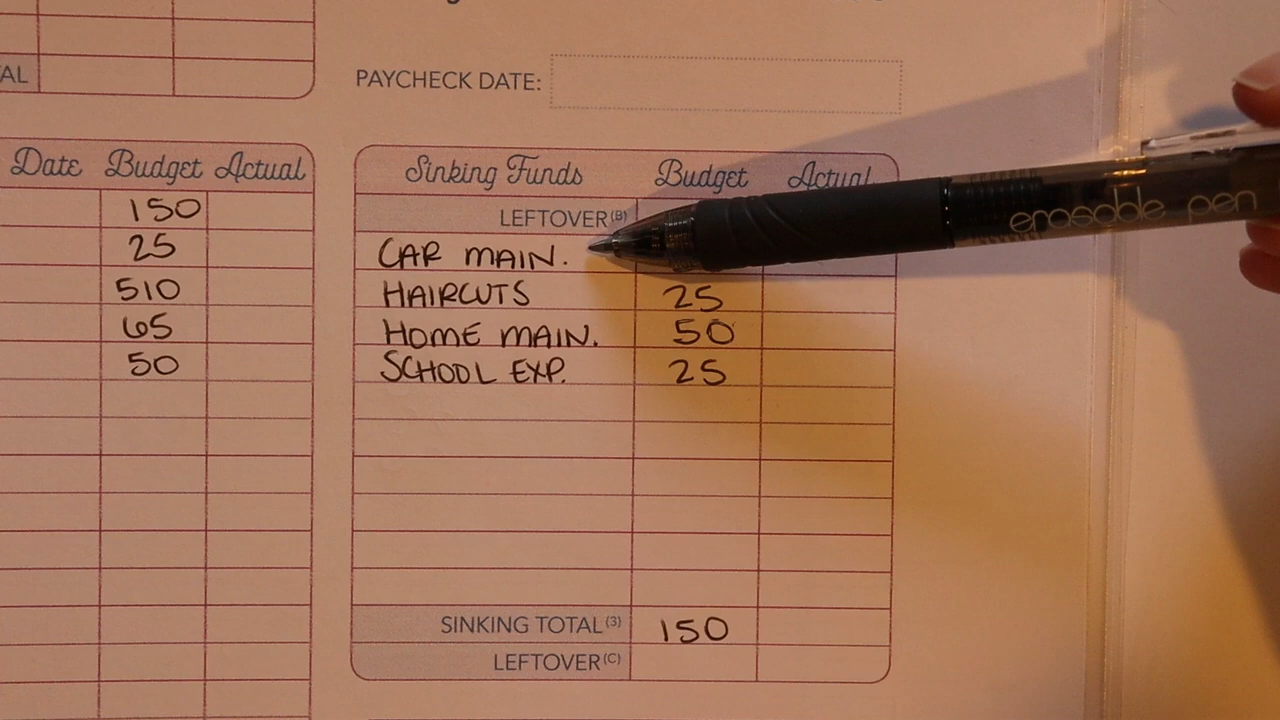 TAL
PAYCHECK DATE:
Date Budget Actual
150
25
510
65
50
Sinking Funds Budget Actual
LEFTOVER(B)
CAR MAIN.
HAIRCUTS 25
HOME MAIN. 50
SCHOOL EXP. 25
SINKING TOTAL(3) 150
LEFTOVER(C)
erasable pen